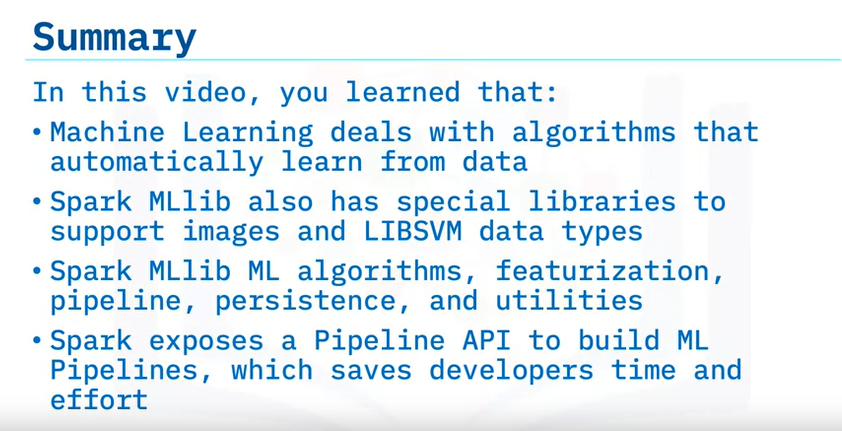 Summary
In this video, you learned that:
• Machine Learning deals with algorithms that
automatically learn from data
• Spark MLlib also has special libraries to
support images and LIBSVM data types
• Spark MLlib ML algorithms, featurization,
pipeline, persistence, and utilities
• Spark exposes a Pipeline API to build ML
Pipelines, which saves developers time and
effort